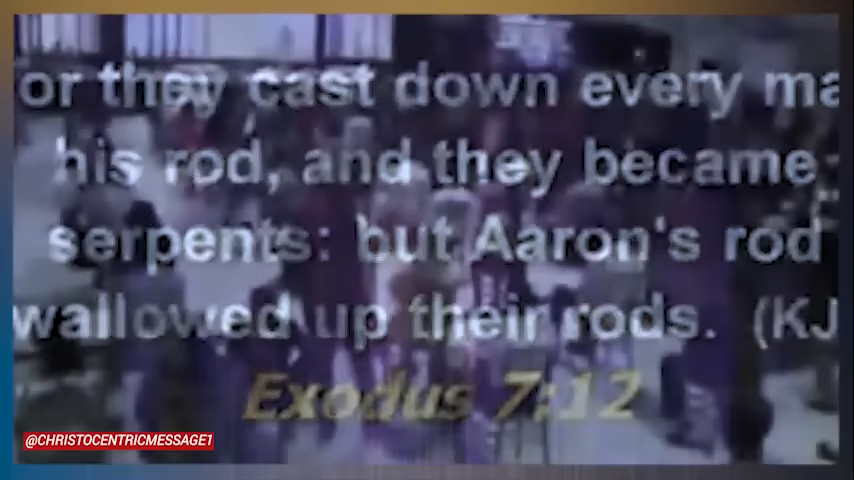 or they cast down every ma
his rod, and they became
serpents: but Aaron's rod
wallowed up their rods. (KJ
Exodus 7:12
@CHRISTOCENTRICMESSAGE1